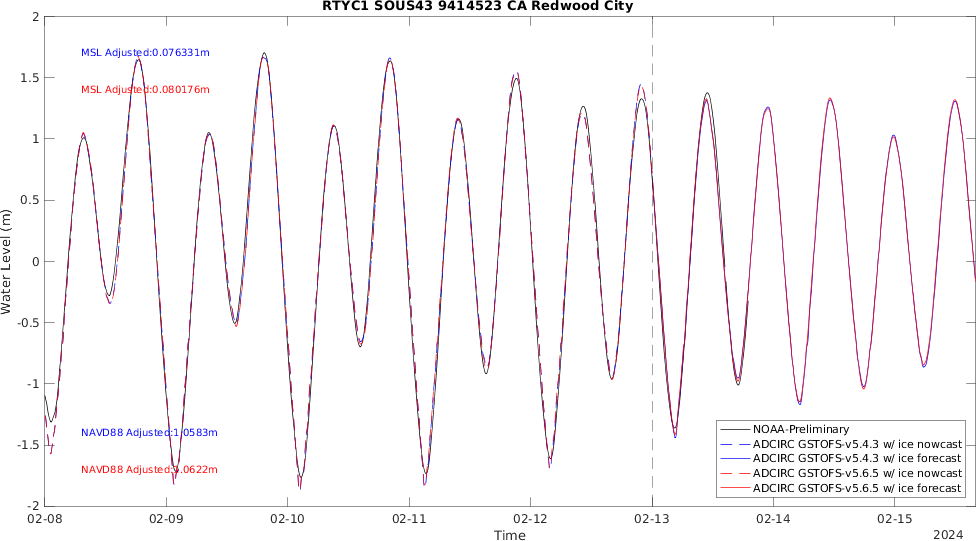 RTYC1 SOUS43 9414523 CA Redwood City
MSL Adjusted:0.076331m
MSL Adjusted:0.080176m
NAVD88 Adjusted:1.0583m
NAVD88 Adjusted:1.0622m
Water Level (m)
2
1.5
1
0.5
0
-0.5
-1
-1.5
-2
NOAA-Preliminary
ADCIRC GSTOFS-v5.4.3 w/ ice nowcast
ADCIRC GSTOFS-v5.4.3 w/ ice forecast
ADCIRC GSTOFS-v5.6.5 w/ ice nowcast
ADCIRC GSTOFS-v5.6.5 w/ ice forecast
02-08 02-09 02-10 02-11 02-12 02-13 02-14 02-15
Time
2024